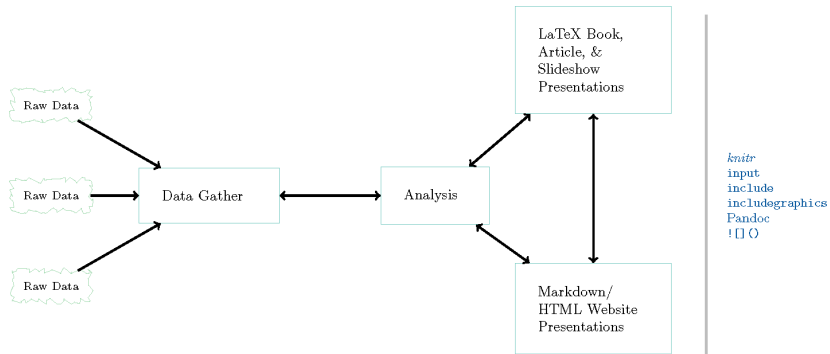 LaTeX Book,
Article, &
Slideshow
Presentations
Raw Data
Raw Data
Raw Data
Data Gather
Analysis
Markdown/
HTML Website
Presentations
knitr
input
include
includegraphics
Pandoc
![]()